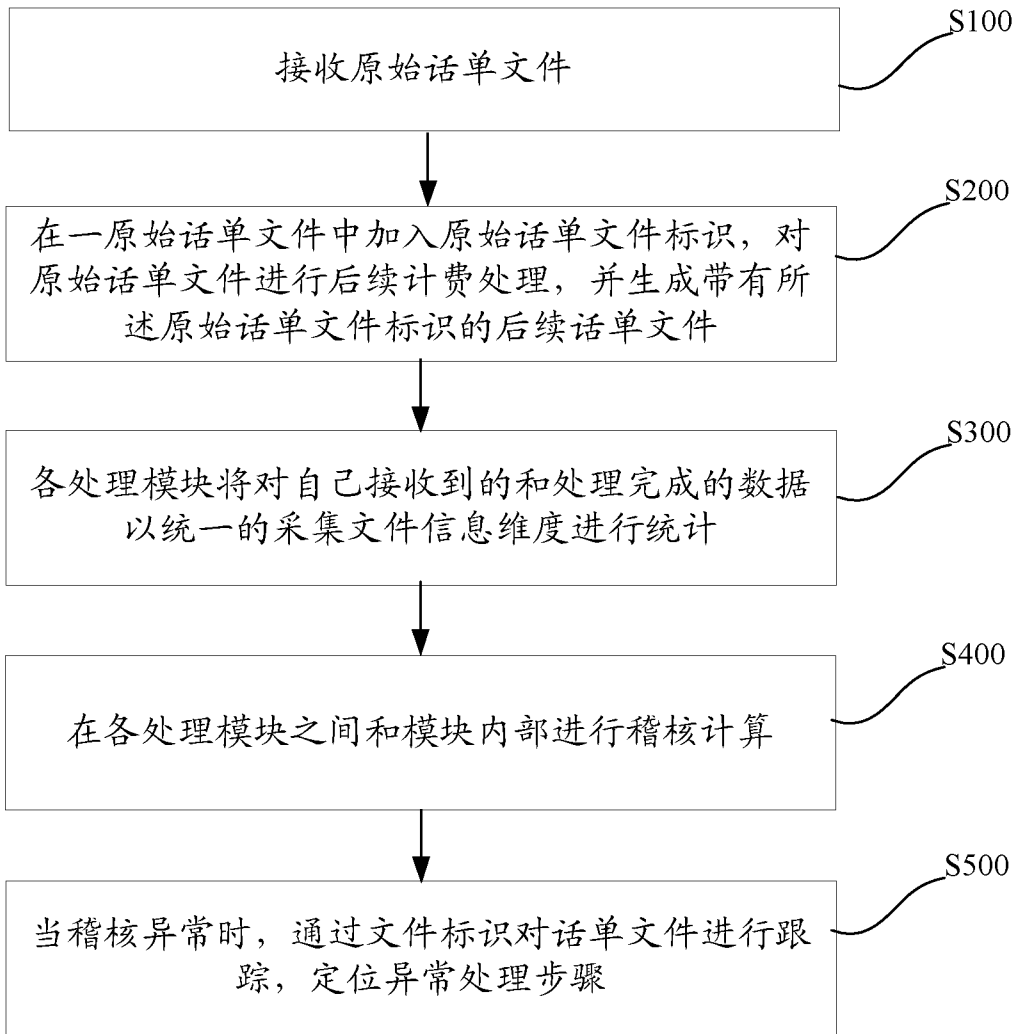 S100
接收原始话单文件
S200
在一原始话单文件中加入原始话单文件标识，对
原始话单文件进行后续计费处理，并生成带有所
述原始话单文件标识的后续话单文件
S300
各处理模块将对自己接收到的和处理完成的数据
以统一的采集文件信息维度进行统计
S400
在各处理模块之间和模块内部进行稽核计算
S500
当稽核异常时，通过文件标识对话单文件进行跟
踪，定位异常处理步骤